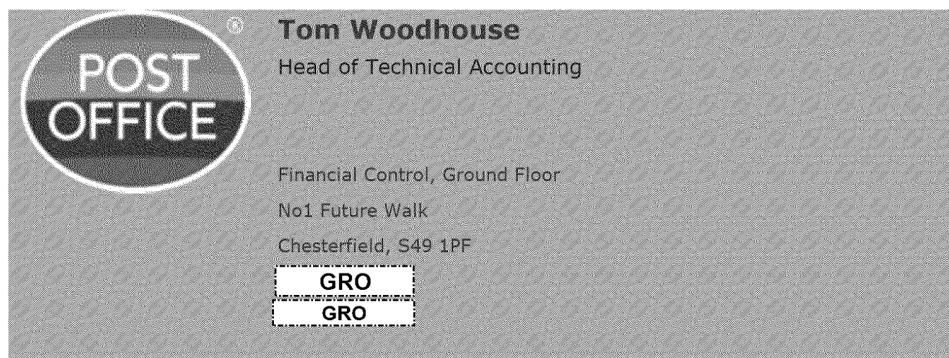 POST
OFFICE
®
Tom Woodhouse
Head of Technical Accounting
Financial Control, Ground Floor
No1 Future Walk
Chesterfield, S49 1PF
GRO
GRO